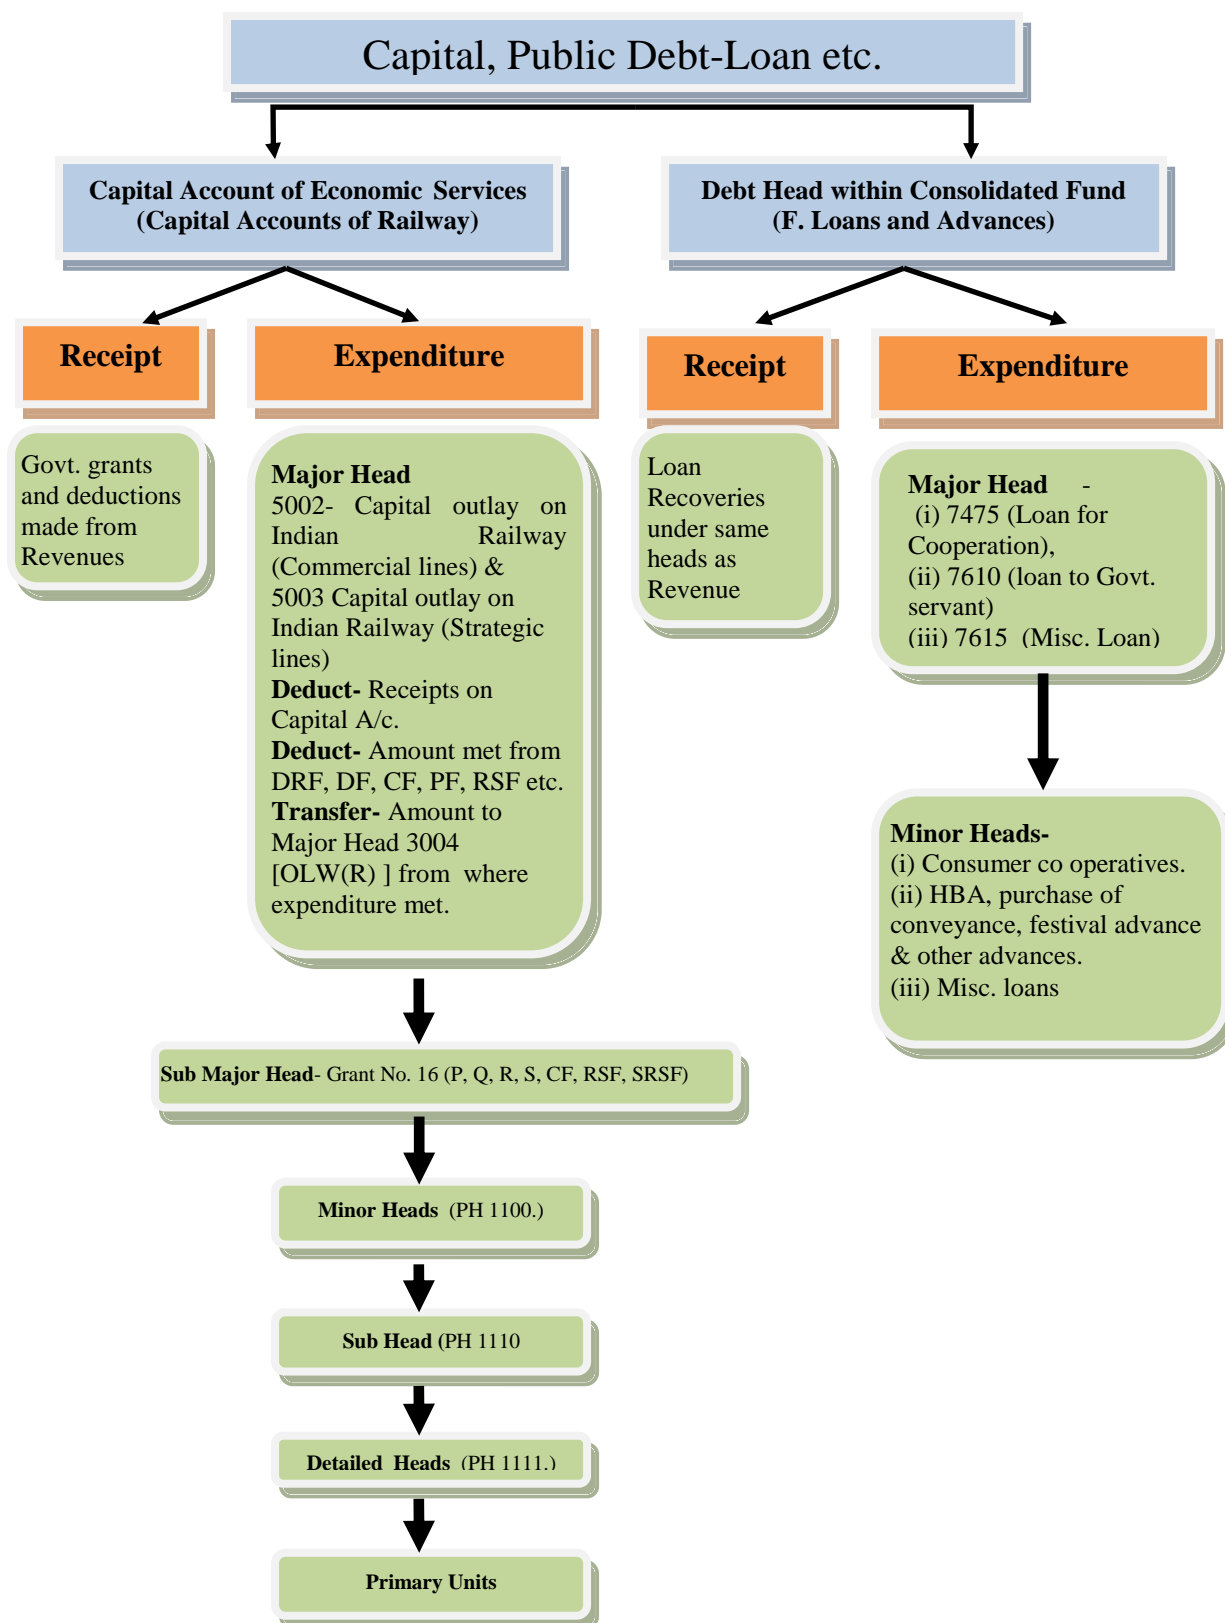 Capital, Public Debt-Loan etc.
Capital Account of Economic Services
(Capital Accounts of Railway)
Debt Head within Consolidated Fund
(F. Loans and Advances)
Receipt
Expenditure
Receipt
Expenditure
Govt. grants
and deductions
made from
Revenues
Major Head
5002- Capital outlay on
Indian Railway
(Commercial lines) &
5003 Capital outlay on
Indian Railway (Strategic
lines)
Deduct- Receipts on
Capital A/c.
Deduct- Amount met from
DRF, DF, CF, PF, RSF etc.
Transfer- Amount to
Major Head 3004
[OLW(R) ] from where
expenditure met.
Loan
Recoveries
under same
heads as
Revenue
Major Head -
(i) 7475 (Loan for
Cooperation),
(ii) 7610 (loan to Govt.
servant)
(iii) 7615 (Misc. Loan)
Minor Heads-
(i) Consumer co operatives.
(ii) HBA, purchase of
conveyance, festival advance
& other advances.
(iii) Misc. loans
Sub Major Head- Grant No. 16 (P, Q, R, S, CF, RSF, SRSF)
Minor Heads (PH 1100.)
Sub Head (PH 1110
Detailed Heads (PH 1111.)
Primary Units